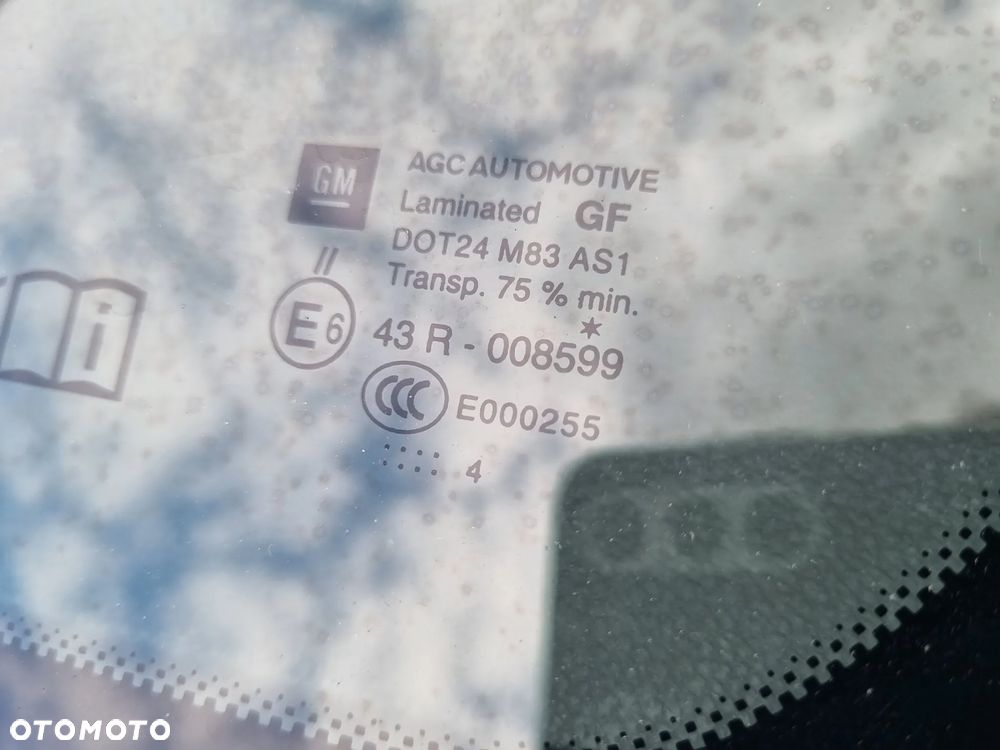 GM
AGC AUTOMOTIVE
Laminated GF
DOT24 M83 AS1
Transp. 75 % min.
//
E6 43 R - 008599
CCC E000255
4
i
OTOMOTO